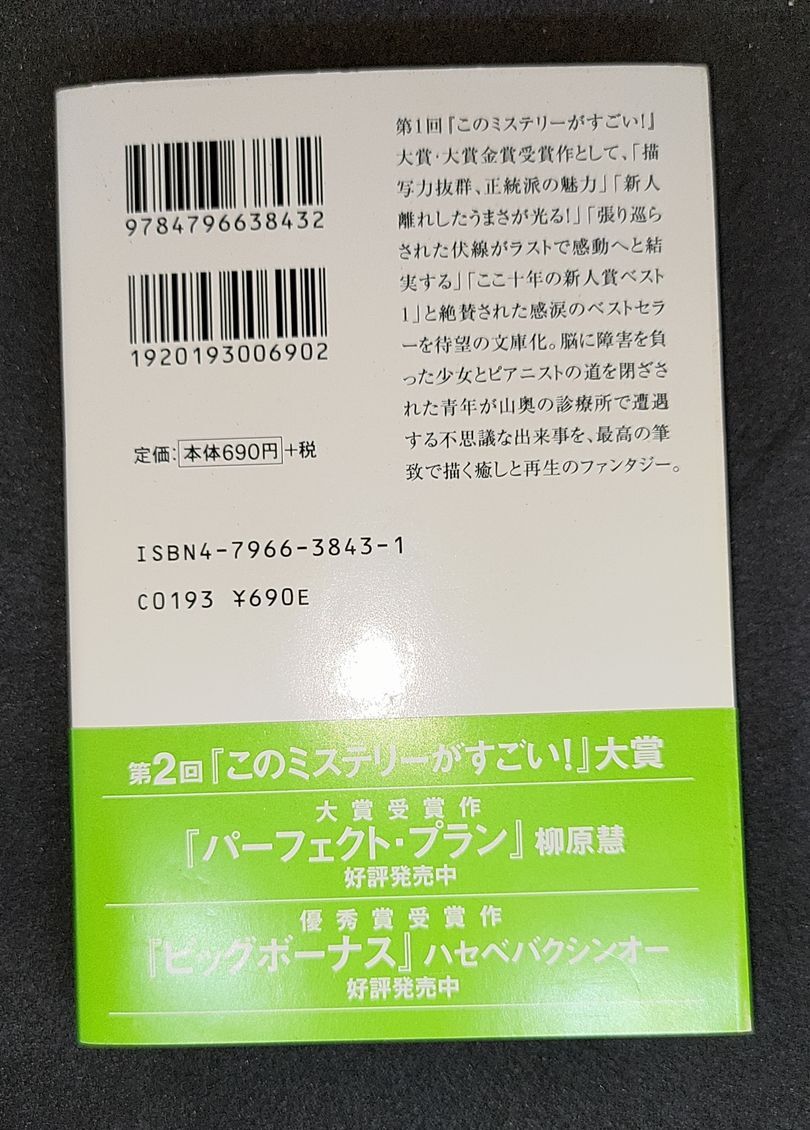 9784796638432
1920193006902
定価:本体690円+税
ISBN4-7966-3843-1
C0193 ¥690E
第1回『このミステリーがすごい!』
大賞・大賞金賞受賞作として、「描
写力抜群、正統派の魅力」「新人
離れしたうまさが光る!」「張り巡ら
された伏線がラストで感動へと結
実する」「ここ十年の新人賞ベスト
1」と絶賛された感涙のベストセラ
ーを待望の文庫化。脳に障害を負
った少女とピアニストの道を閉ざさ
れた青年が山奥の診療所で遭遇
する不思議な出来事を、最高の筆
致で描く癒しと再生のファンタジー。
第2回『このミステリーがすごい!』大賞
大賞受賞作
『パーフェクト・プラン』柳原慧
好評発売中
優秀賞受賞作
『ビッグボーナス』ハセベバクシンオー
好評発売中